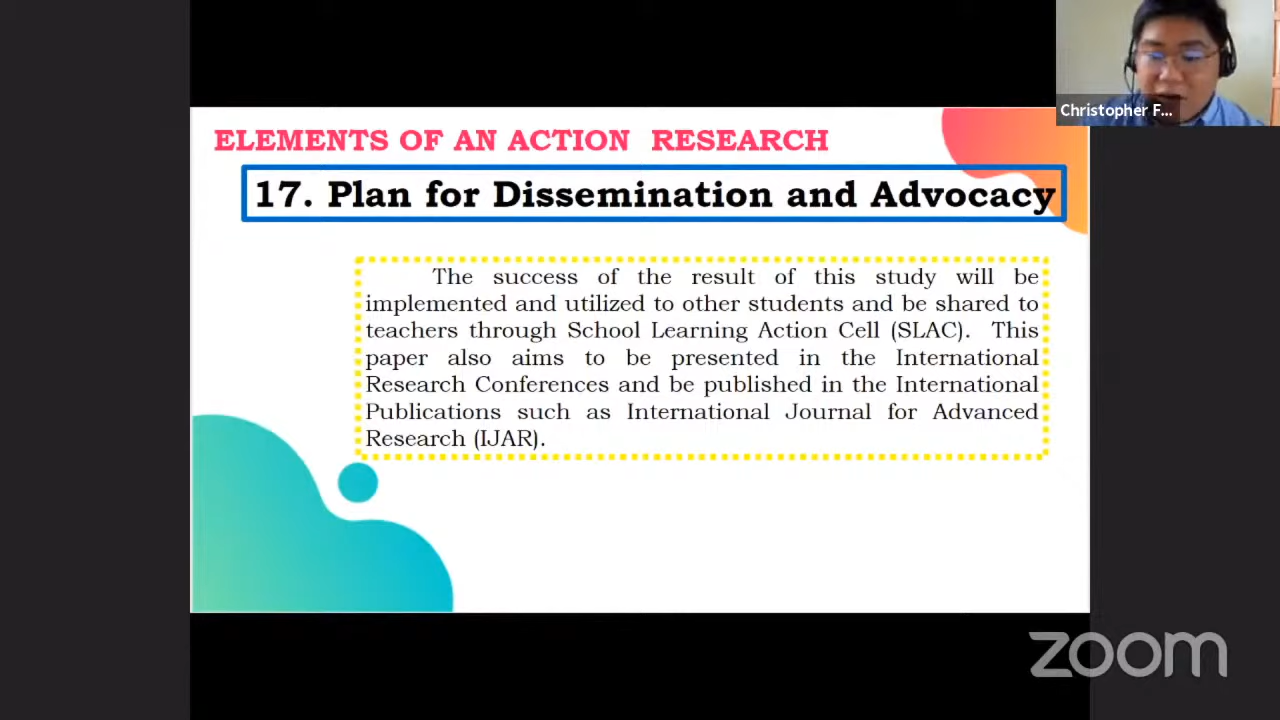 Christopher F...
ELEMENTS OF AN ACTION RESEARCH
17. Plan for Dissemination and Advocacy
The success of the result of this study will be
implemented and utilized to other students and be shared to
teachers through School Learning Action Cell (SLAC). This
paper also aims to be presented in the International
Research Conferences and be published in the International
Publications such as International Journal for Advanced
Research (IJAR).
zoom